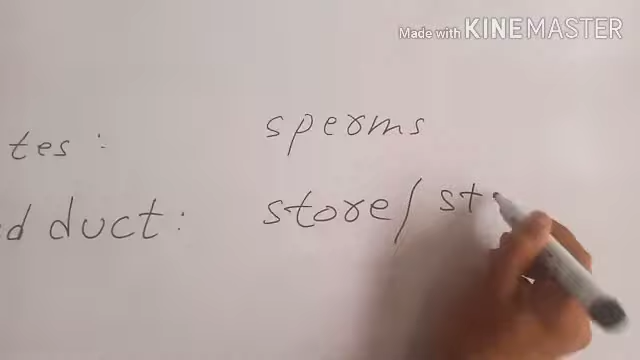 Made with KINEMASTER
tes : sperms
d duct : store / st